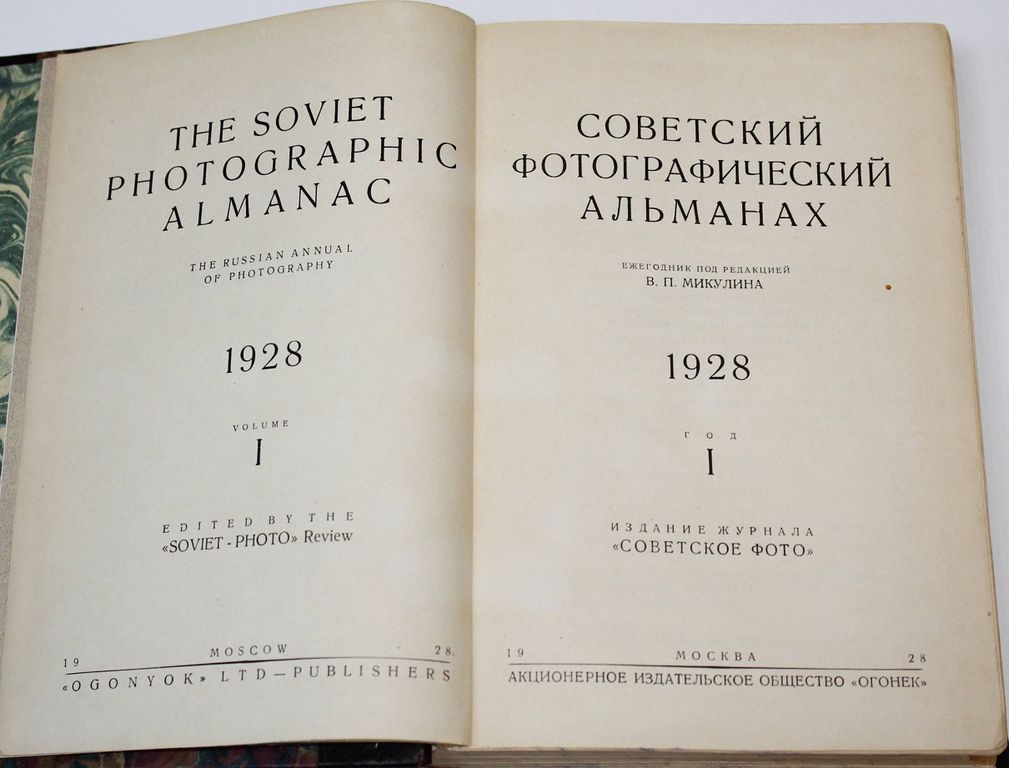 THE SOVIET
PHOTOGRAPHIC
ALMANAC
THE RUSSIAN ANNUAL
OF PHOTOGRAPHY
1928
VOLUME
I
EDITED BY THE
«SOVIET-PHOTO» Review
19 MOSCOW 28.
«OGONYOK» LTD—PUBLISHERS
СОВЕТСКИЙ
ФОТОГРАФИЧЕСКИЙ
АЛЬМАНАХ
ЕЖЕГОДНИК ПОД РЕДАКЦИЕЙ
В. П. МИКУЛИНА
1928
ГОД
I
ИЗДАНИЕ ЖУРНАЛА
«СОВЕТСКОЕ ФОТО»
19 МОСКВА 28
АКЦИОНЕРНОЕ ИЗДАТЕЛЬСКОЕ ОБЩЕСТВО «ОГОНЕК»